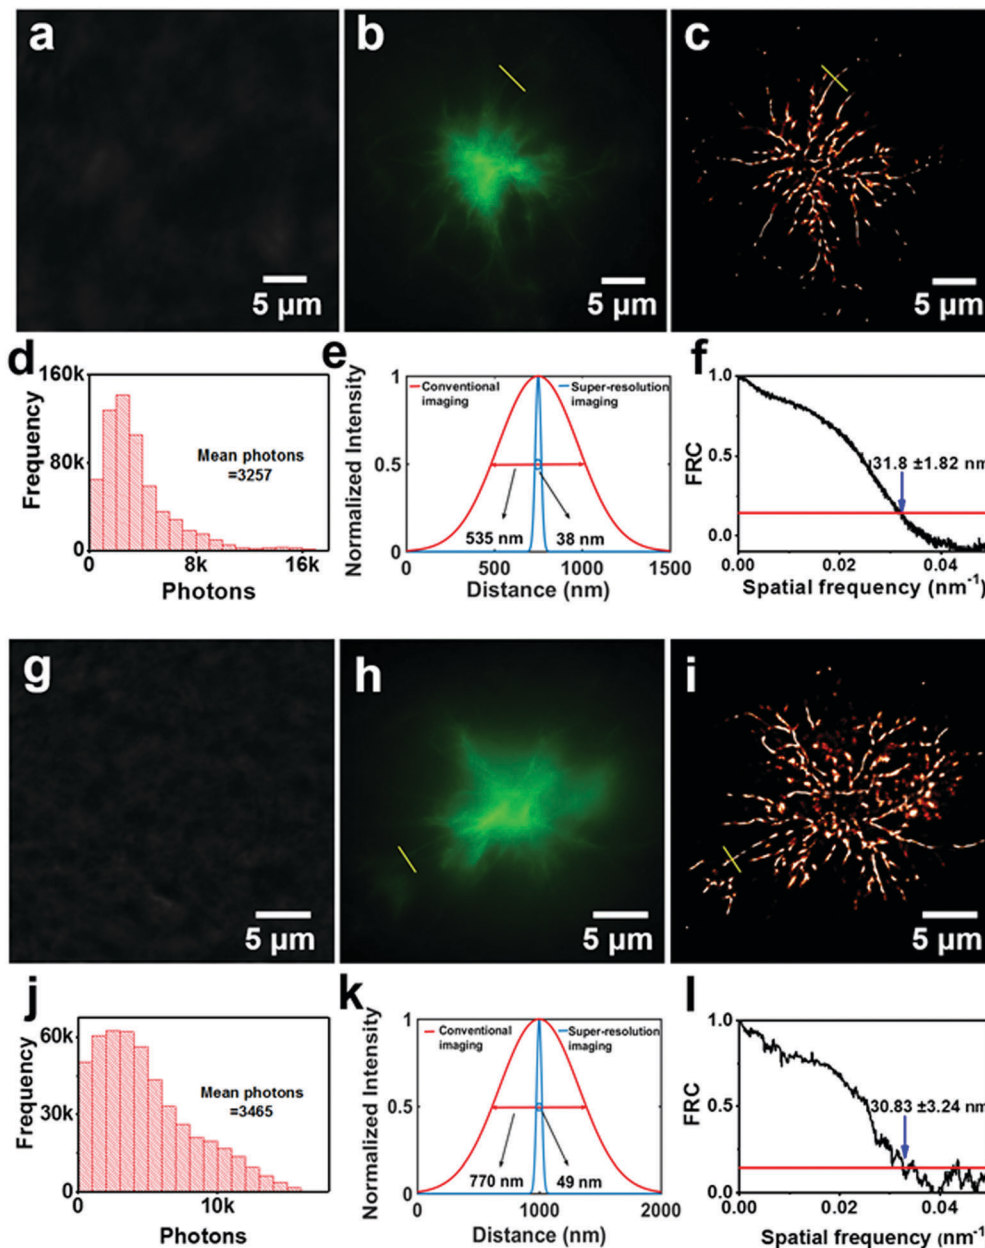 a
5 µm
b
5 µm
c
5 µm
d
Frequency
160k
80k
0
0
8k
16k
Mean photons
=3257
Photons
e
Normalized Intensity
1
0.5
0
0
500
1000
1500
Conventional
imaging
Super-resolution
imaging
535 nm
38 nm
Distance (nm)
f
FRC
1.0
0.5
0.0
0.00
0.02
0.04
31.8 ±1.82 nm
Spatial frequency (nm-1)
g
5 µm
h
5 µm
i
5 µm
j
Frequency
60k
30k
0
0
10k
Mean photons
=3465
Photons
k
Normalized Intensity
1
0.5
0
0
1000
2000
Conventional
imaging
Super-resolution
imaging
770 nm
49 nm
Distance (nm)
l
FRC
1.0
0.5
0.0
0.00
0.02
0.04
30.83 ±3.24 nm
Spatial frequency (nm-1